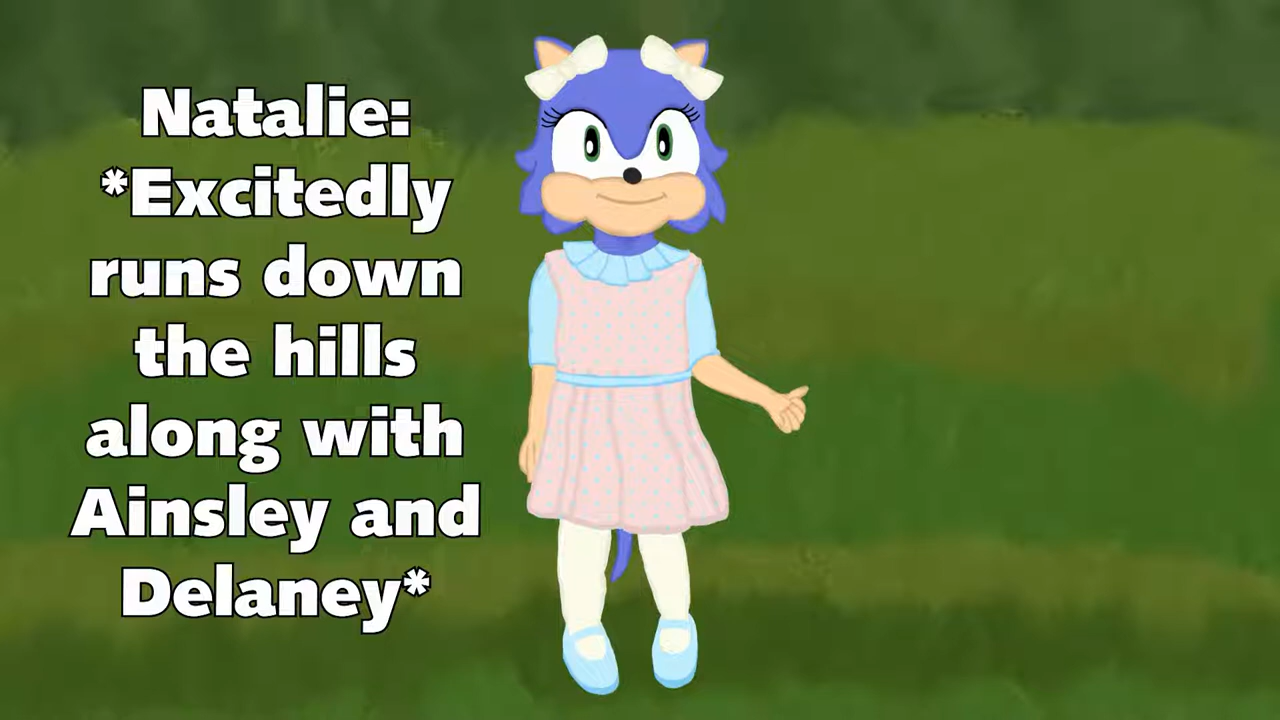 Natalie:
*Excitedly
runs down
the hills
along with
Ainsley and
Delaney*